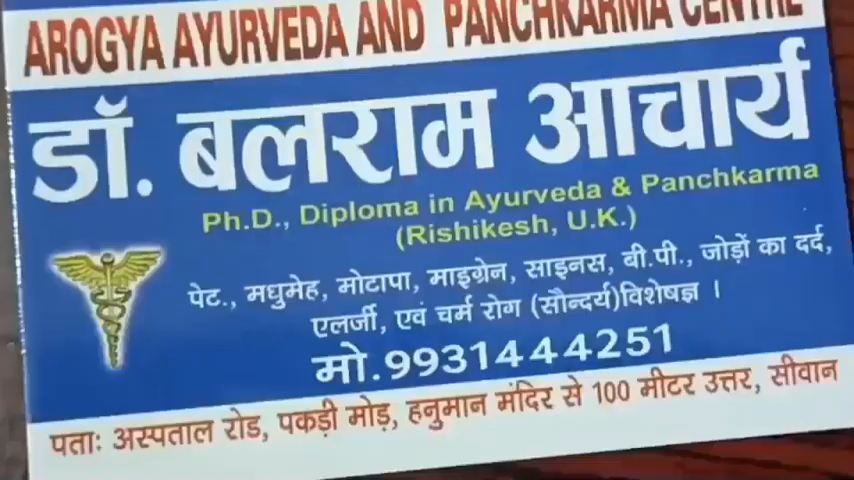 AROGYA AYURVEDA AND PANCHKARMA CENTRE
डॉ. बलराम आचार्य
Ph.D., Diploma in Ayurveda & Panchkarma
(Rishikesh, U.K.)
पेट., मधुमेह, मोटापा, माइग्रेन, साइनस, बी.पी., जोड़ों का दर्द,
एलर्जी, एवं चर्म रोग (सौन्दर्य)विशेषज्ञ ।
मो.9931444251
पताः अस्पताल रोड, पकड़ी मोड़, हनुमान मंदिर से 100 मीटर उत्तर, सीवान